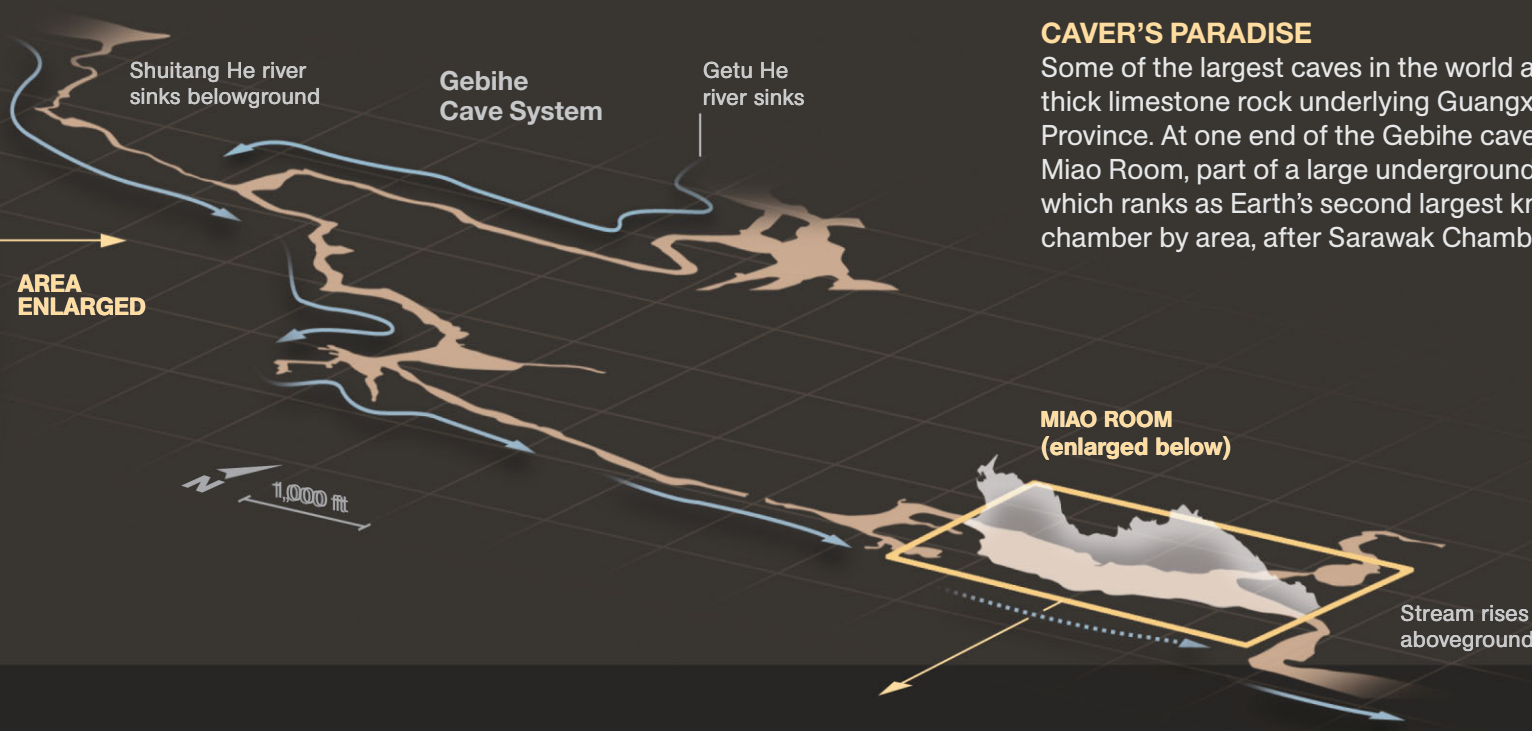 CAVER'S PARADISE
Some of the largest caves in the world a
thick limestone rock underlying Guangx
Province. At one end of the Gebihe cave
Miao Room, part of a large underground
which ranks as Earth's second largest kn
chamber by area, after Sarawak Chamb
Shuitang He river
sinks belowground
Gebihe
Cave System
Getu He
river sinks
AREA
ENLARGED
N
1,000 ft
MIAO ROOM
(enlarged below)
Stream rises
aboveground